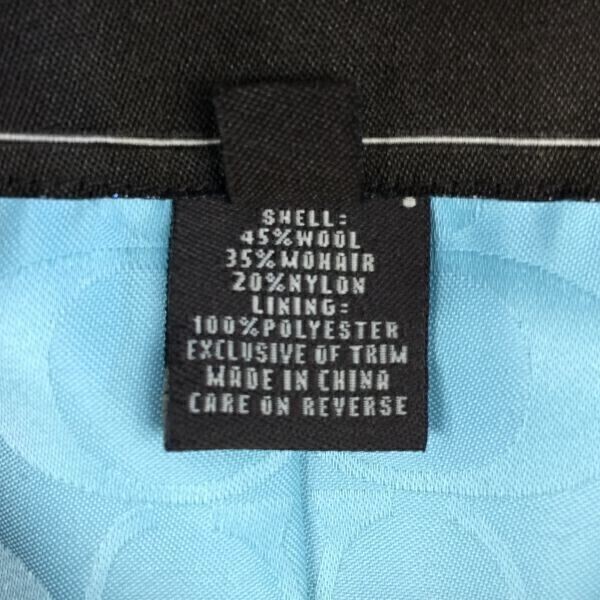 SHELL:
45%WOOL
35%MOHAIR
20%NYLON
LINING:
100%POLYESTER
EXCLUSIVE OF TRIM
MADE IN CHINA
CARE ON REVERSE